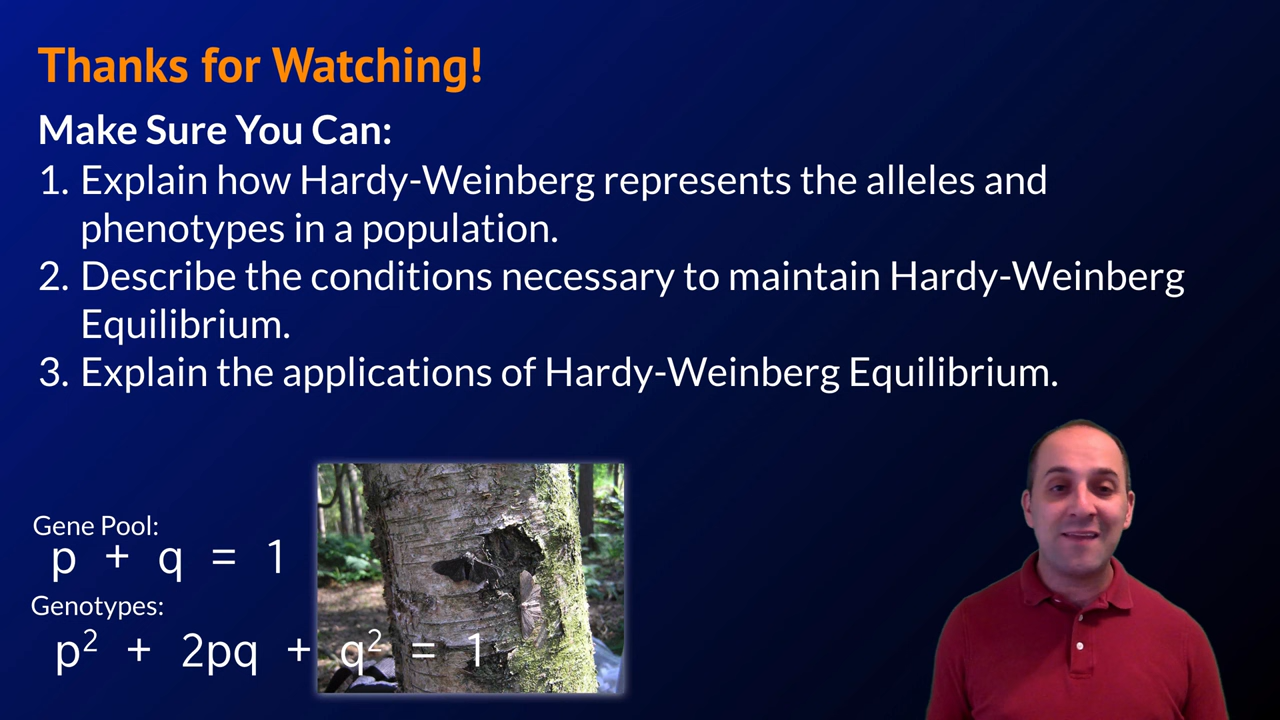 Thanks for Watching!
Make Sure You Can:
1. Explain how Hardy-Weinberg represents the alleles and
phenotypes in a population.
2. Describe the conditions necessary to maintain Hardy-Weinberg
Equilibrium.
3. Explain the applications of Hardy-Weinberg Equilibrium.
Gene Pool:
p + q = 1
Genotypes:
p² + 2pq + q² = 1